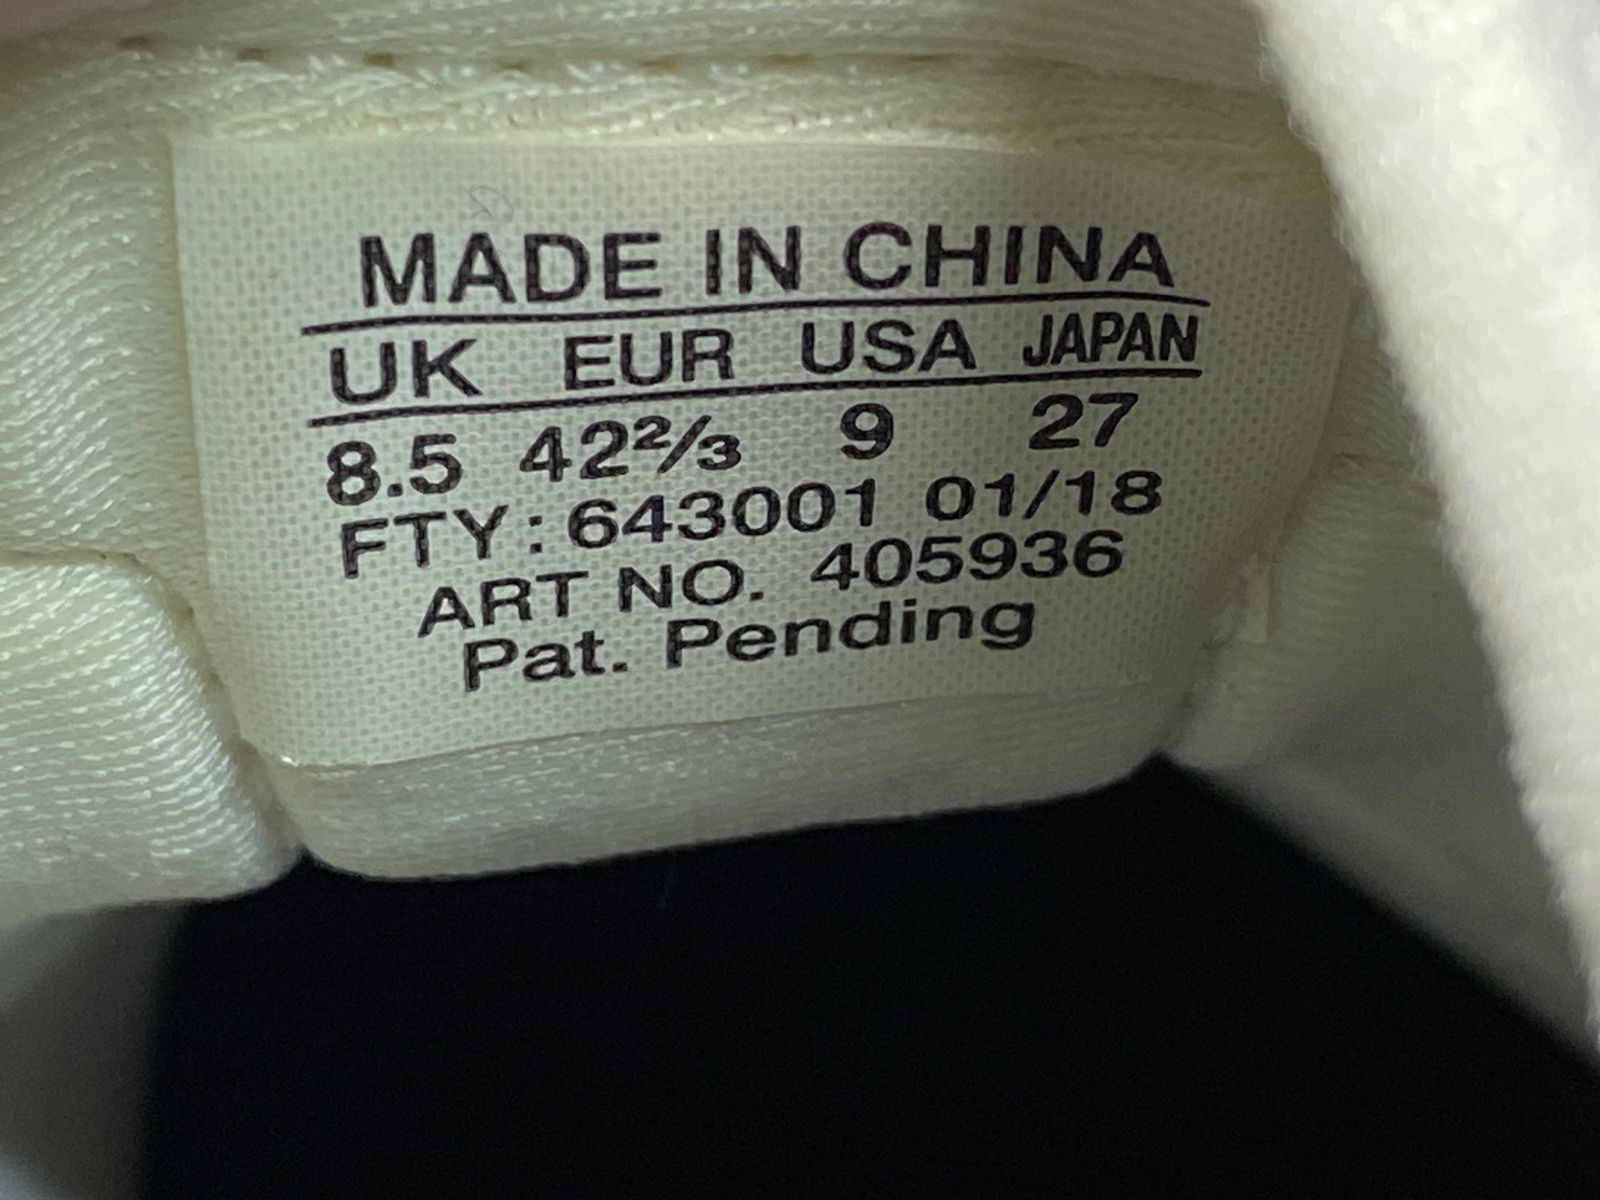 MADE IN CHINA
UK EUR USA JAPAN
8.5 42²⁄₃ 9 27
FTY : 643001 01/18
ART NO. 405936
Pat. Pending